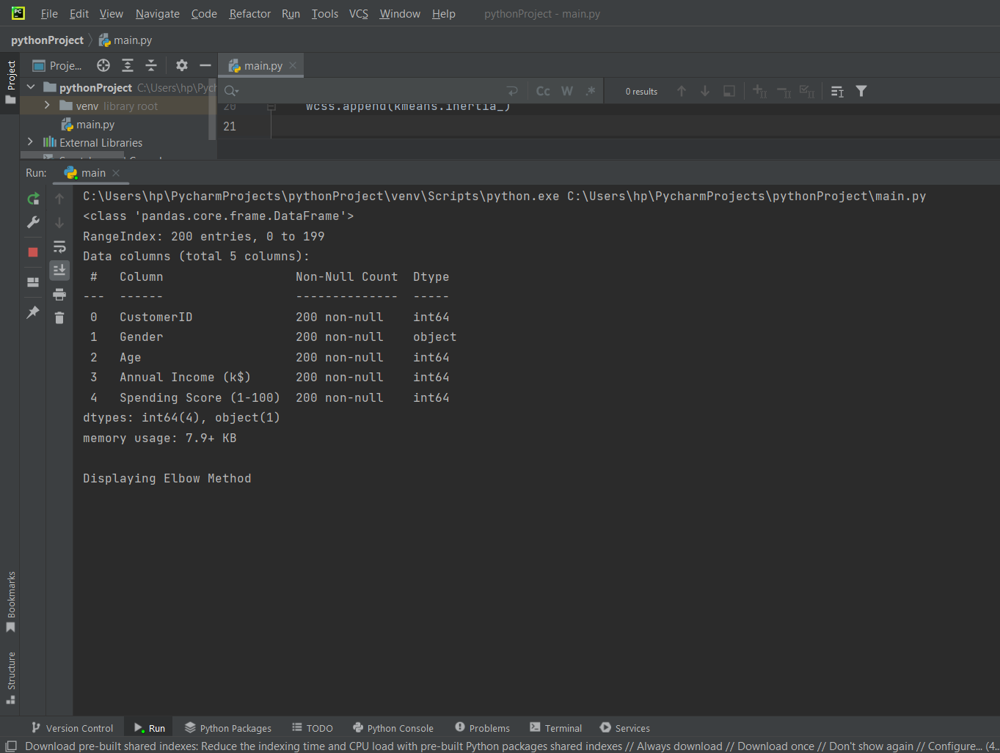 PC
File Edit View Navigate Code Refactor Run Tools VCS Window Help pythonProject - main.py
pythonProject main.py
Project
Proje... main.py
pythonProject C:\Users\hp\Pych
Cc W .* 0 results
venv library root
20 wcss.append(kmeans.inertia_)
main.py
21
External Libraries
Run: main
C:\Users\hp\PycharmProjects\pythonProject\venv\Scripts\python.exe C:\Users\hp\PycharmProjects\pythonProject\main.py
<class 'pandas.core.frame.DataFrame'>
RangeIndex: 200 entries, 0 to 199
Data columns (total 5 columns):
 #   Column                  Non-Null Count  Dtype
---  ------                  --------------  -----
 0   CustomerID              200 non-null    int64
 1   Gender                  200 non-null    object
 2   Age                     200 non-null    int64
 3   Annual Income (k$)      200 non-null    int64
 4   Spending Score (1-100)  200 non-null    int64
dtypes: int64(4), object(1)
memory usage: 7.9+ KB
Displaying Elbow Method
Bookmarks
Structure
Version Control Run Python Packages TODO Python Console Problems Terminal Services
Download pre-built shared indexes: Reduce the indexing time and CPU load with pre-built Python packages shared indexes // Always download // Download once // Don't show again // Configure... (4...